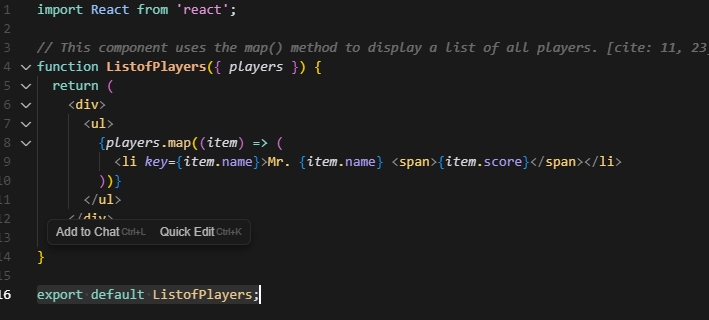 1 import React from 'react';
2
3 // This component uses the map() method to display a list of all players. [cite: 11, 23
4 function ListofPlayers({ players }) {
5 return (
6 <div>
7 <ul>
8 {players.map((item) => (
9 <li key={item.name}>Mr. {item.name} <span>{item.score}</span></li>
10 ))}
11 </ul>
12 </div>
Add to Chat Ctrl+L Quick Edit Ctrl+K
13
14 }
15
16 export default ListofPlayers;